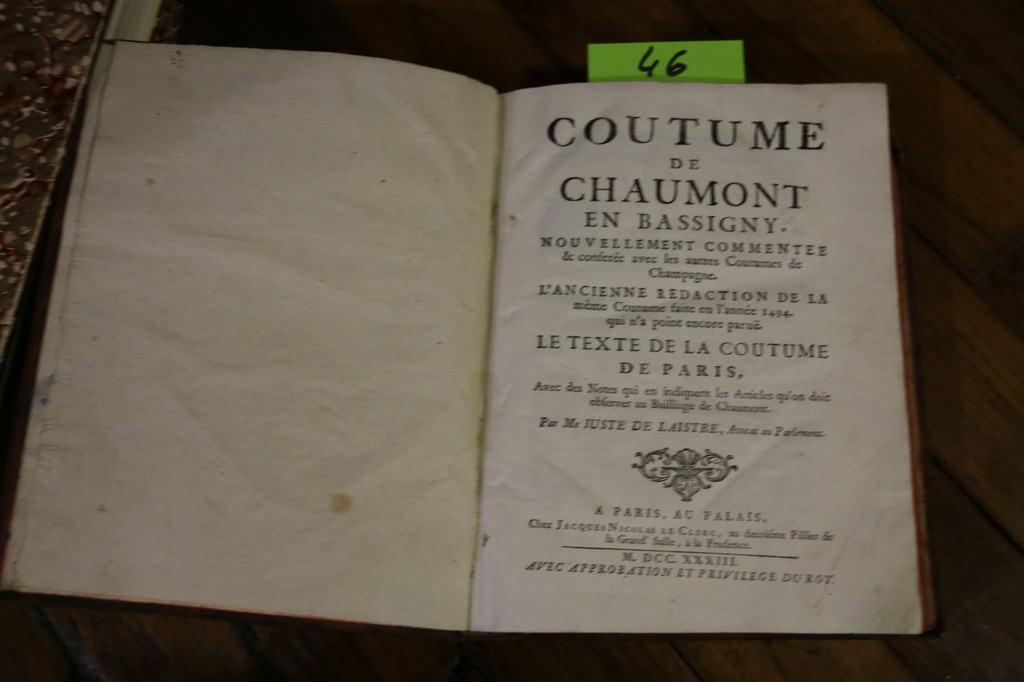 46
COUTUME
DE
CHAUMONT
EN BASSIGNY.
NOUVELLEMENT COMMENTÉE
& conferée avec les autres Coutumes de
Champagne.
L'ANCIENNE REDACTION DE LA
même Coutume faite en l'année 1494.
qui n'a point encore paruë.
LE TEXTE DE LA COUTUME
DE PARIS,
Avec des Notes qui en indiquent les Articles qu'on doit
observer au Bailliage de Chaumont.
Par Me JUSTE DE LAISTRE, Avocat au Parlement.
A PARIS, AU PALAIS,
Chez JACQUES NICOLAS LE CLERC, au deuxiéme Pillier de
la Grand' Salle, à la Prudence.
M. DCC. XXXIII.
AVEC APPROBATION ET PRIVILEGE DU ROY.